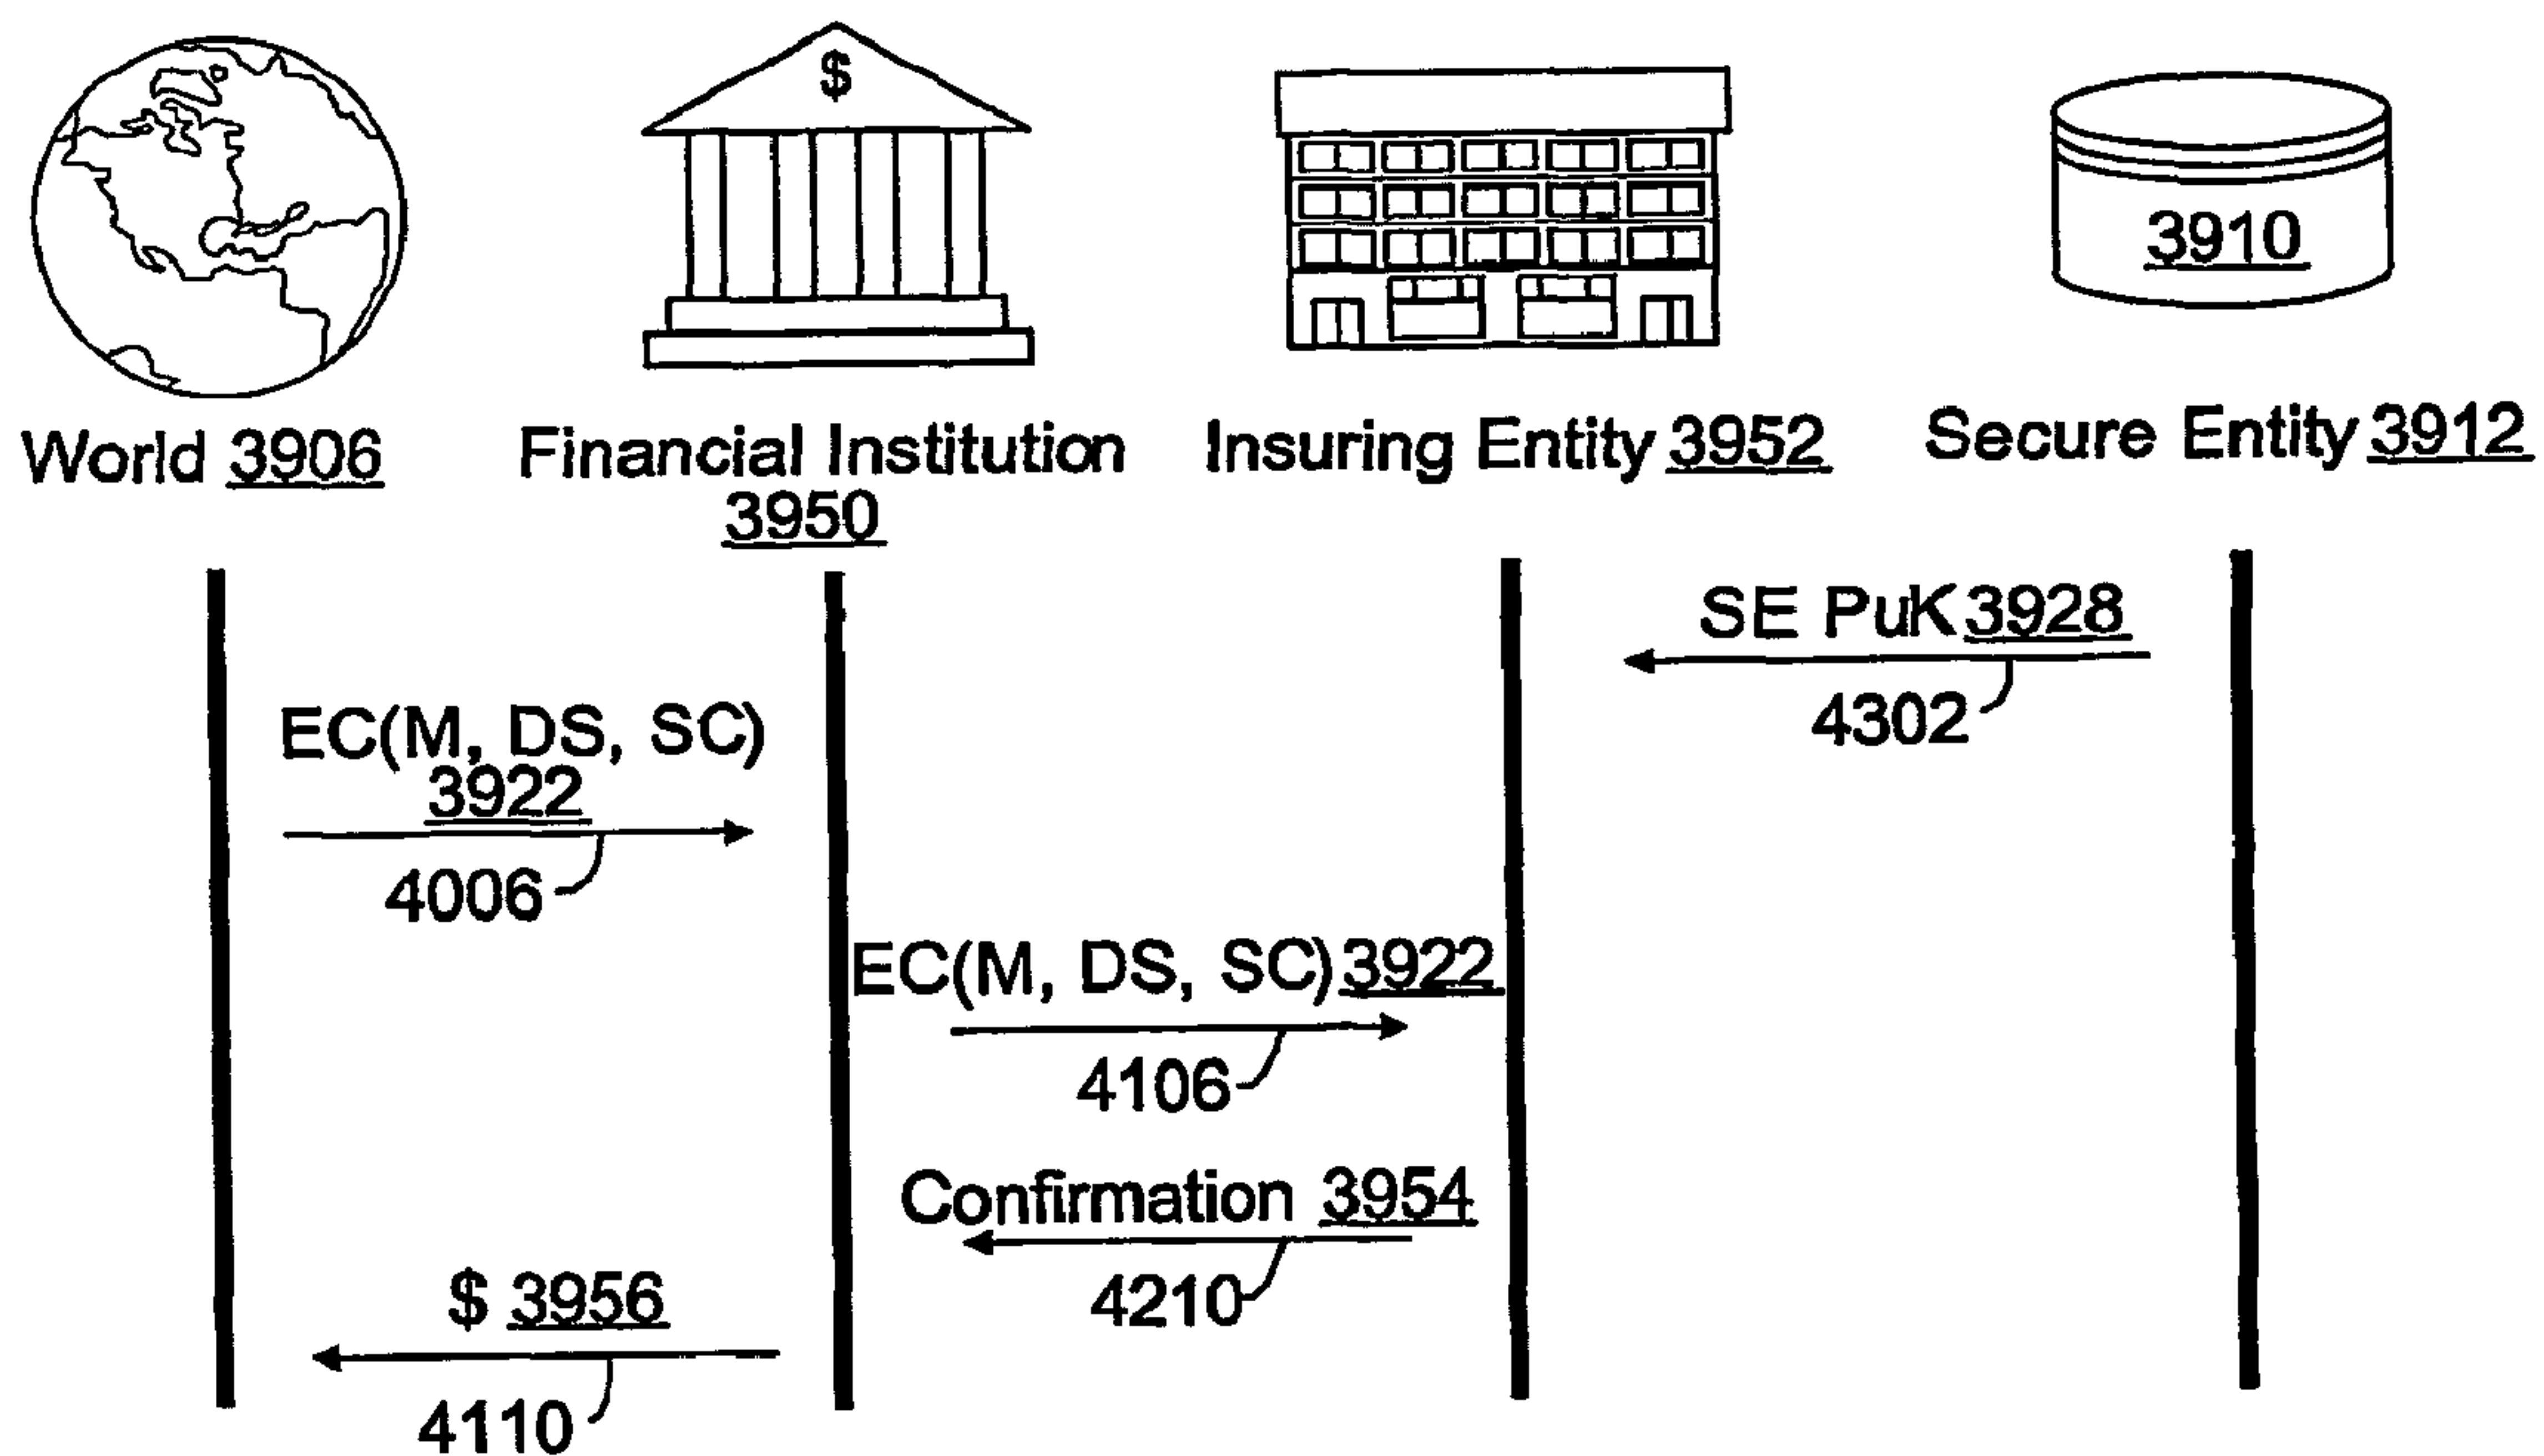 $
3910
World 3906
Financial Institution
3950
Insuring Entity 3952
Secure Entity 3912
SE PuK 3928
4302
EC(M, DS, SC)
3922
4006
EC(M, DS, SC) 3922
4106
Confirmation 3954
4210
$ 3956
4110